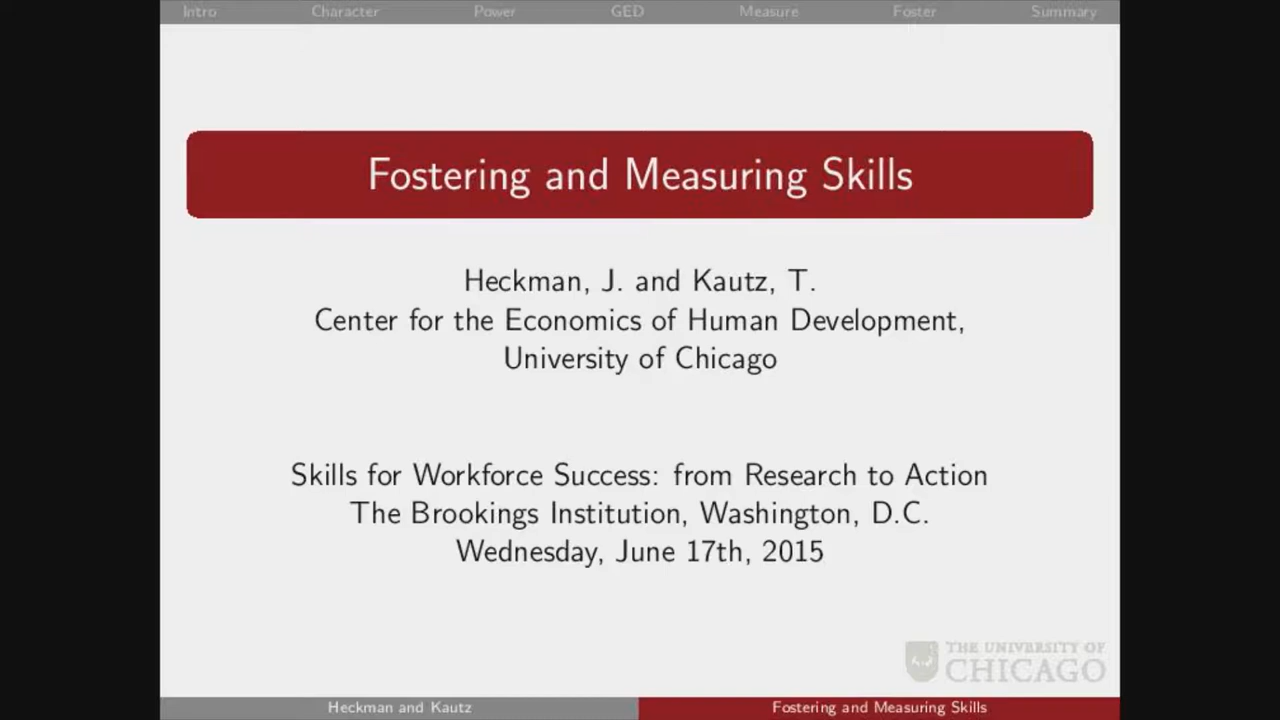 Intro Character Power GED Measure Foster Summary
Fostering and Measuring Skills
Heckman, J. and Kautz, T.
Center for the Economics of Human Development,
University of Chicago
Skills for Workforce Success: from Research to Action
The Brookings Institution, Washington, D.C.
Wednesday, June 17th, 2015
THE UNIVERSITY OF
CHICAGO
Heckman and Kautz Fostering and Measuring Skills